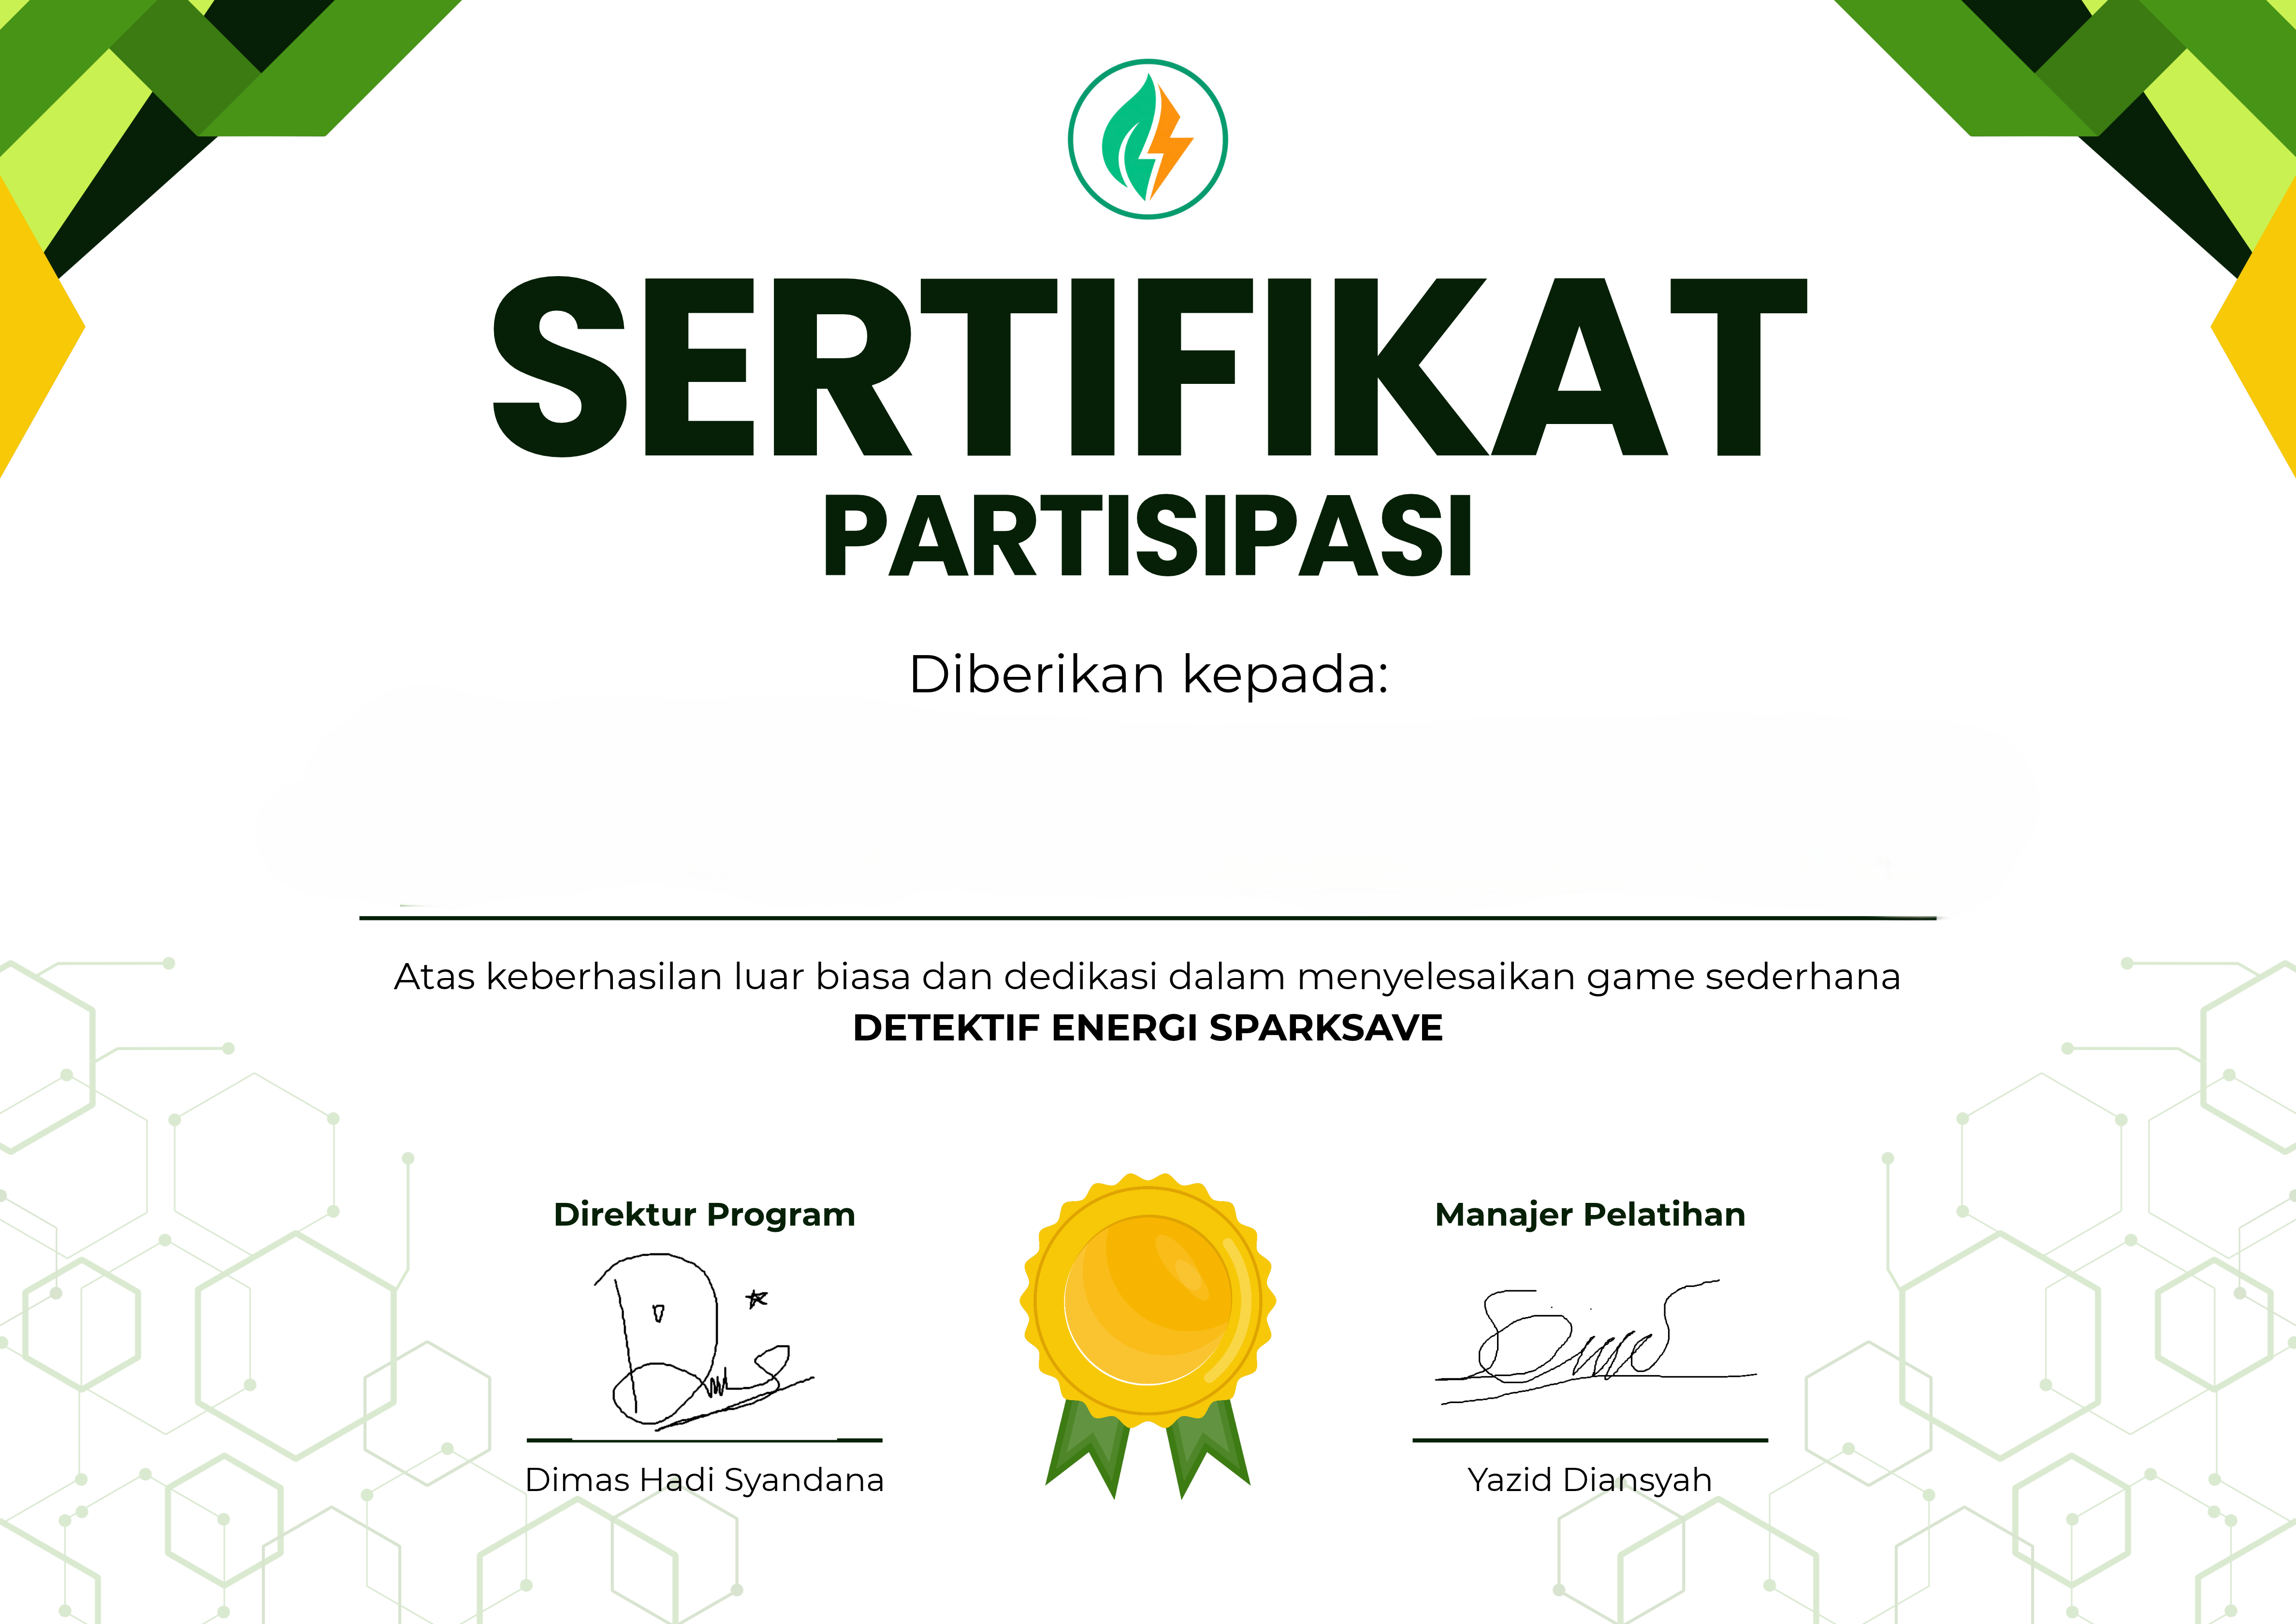 SERTIFIKAT
PARTISIPASI
Diberikan kepada:
Atas keberhasilan luar biasa dan dedikasi dalam menyelesaikan game sederhana
DETEKTIF ENERGI SPARKSAVE
Direktur Program
Manajer Pelatihan
Dimas Hadi Syandana
Yazid Diansyah